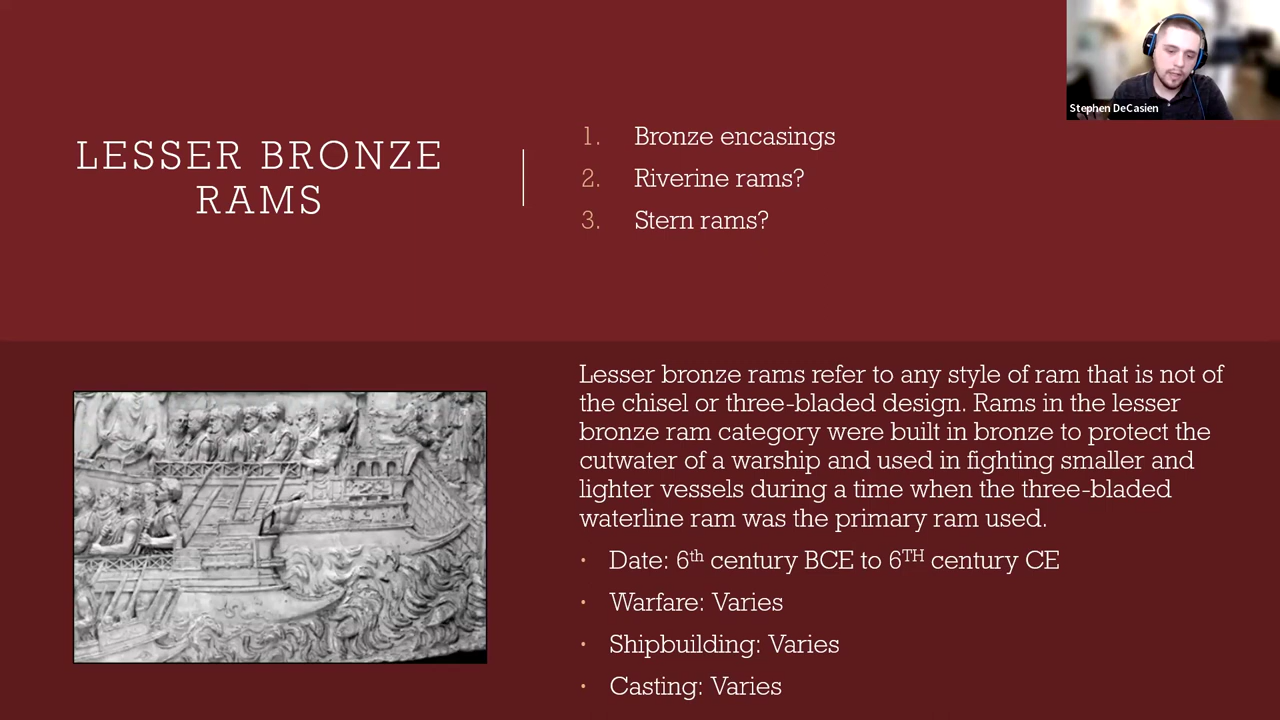 Stephen DeCasien
LESSER BRONZE
RAMS
1. Bronze encasings
2. Riverine rams?
3. Stern rams?
Lesser bronze rams refer to any style of ram that is not of
the chisel or three-bladed design. Rams in the lesser
bronze ram category were built in bronze to protect the
cutwater of a warship and used in fighting smaller and
lighter vessels during a time when the three-bladed
waterline ram was the primary ram used.
• Date: 6th century BCE to 6TH century CE
• Warfare: Varies
• Shipbuilding: Varies
• Casting: Varies